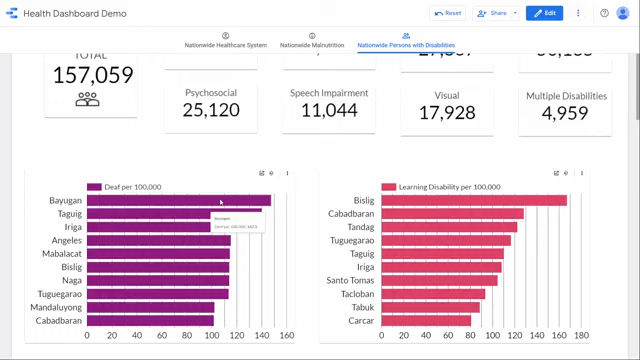 Health Dashboard Demo
Reset
Share
Edit
Nationwide Healthcare System
Nationwide Malnutrition
Nationwide Persons with Disabilities
TOTAL
157,059
Psychosocial
25,120
Speech Impairment
11,044
Visual
17,928
Multiple Disabilities
4,959
Deaf per 100,000
Bayugan
Taguig
Iriga
Angeles
Mabalacat
Bislig
Naga
Tuguegarao
Mandaluyong
Cabadbaran
0 20 40 60 80 100 120 140 160
Learning Disability per 100,000
Bislig
Cabadbaran
Tandag
Tuguegarao
Taguig
Iriga
Santo Tomas
Tacloban
Tabuk
Carcar
0 20 40 60 80 100 120 140 160 180